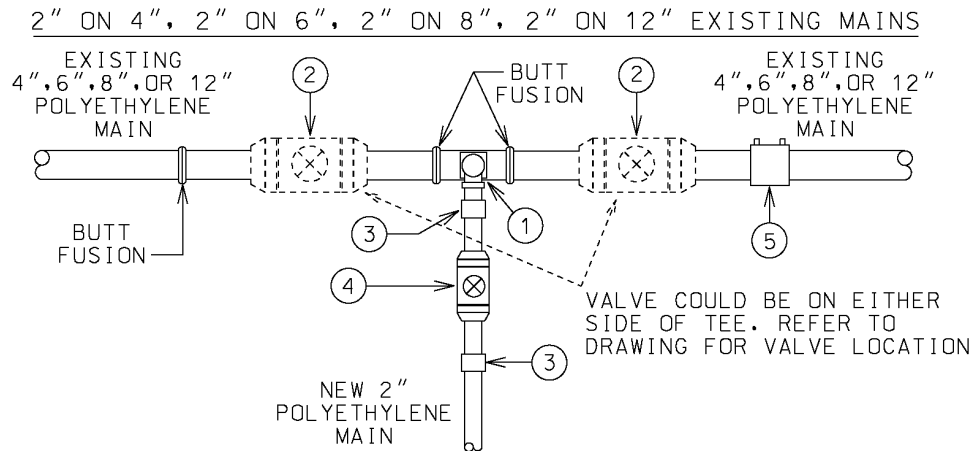 2" ON 4", 2" ON 6", 2" ON 8", 2" ON 12" EXISTING MAINS
EXISTING
4",6",8",OR 12"
POLYETHYLENE
MAIN
2
BUTT
FUSION
2
EXISTING
4",6",8",OR 12"
POLYETHYLENE
MAIN
BUTT
FUSION
3
1
5
4
VALVE COULD BE ON EITHER
SIDE OF TEE. REFER TO
DRAWING FOR VALVE LOCATION
3
NEW 2"
POLYETHYLENE
MAIN